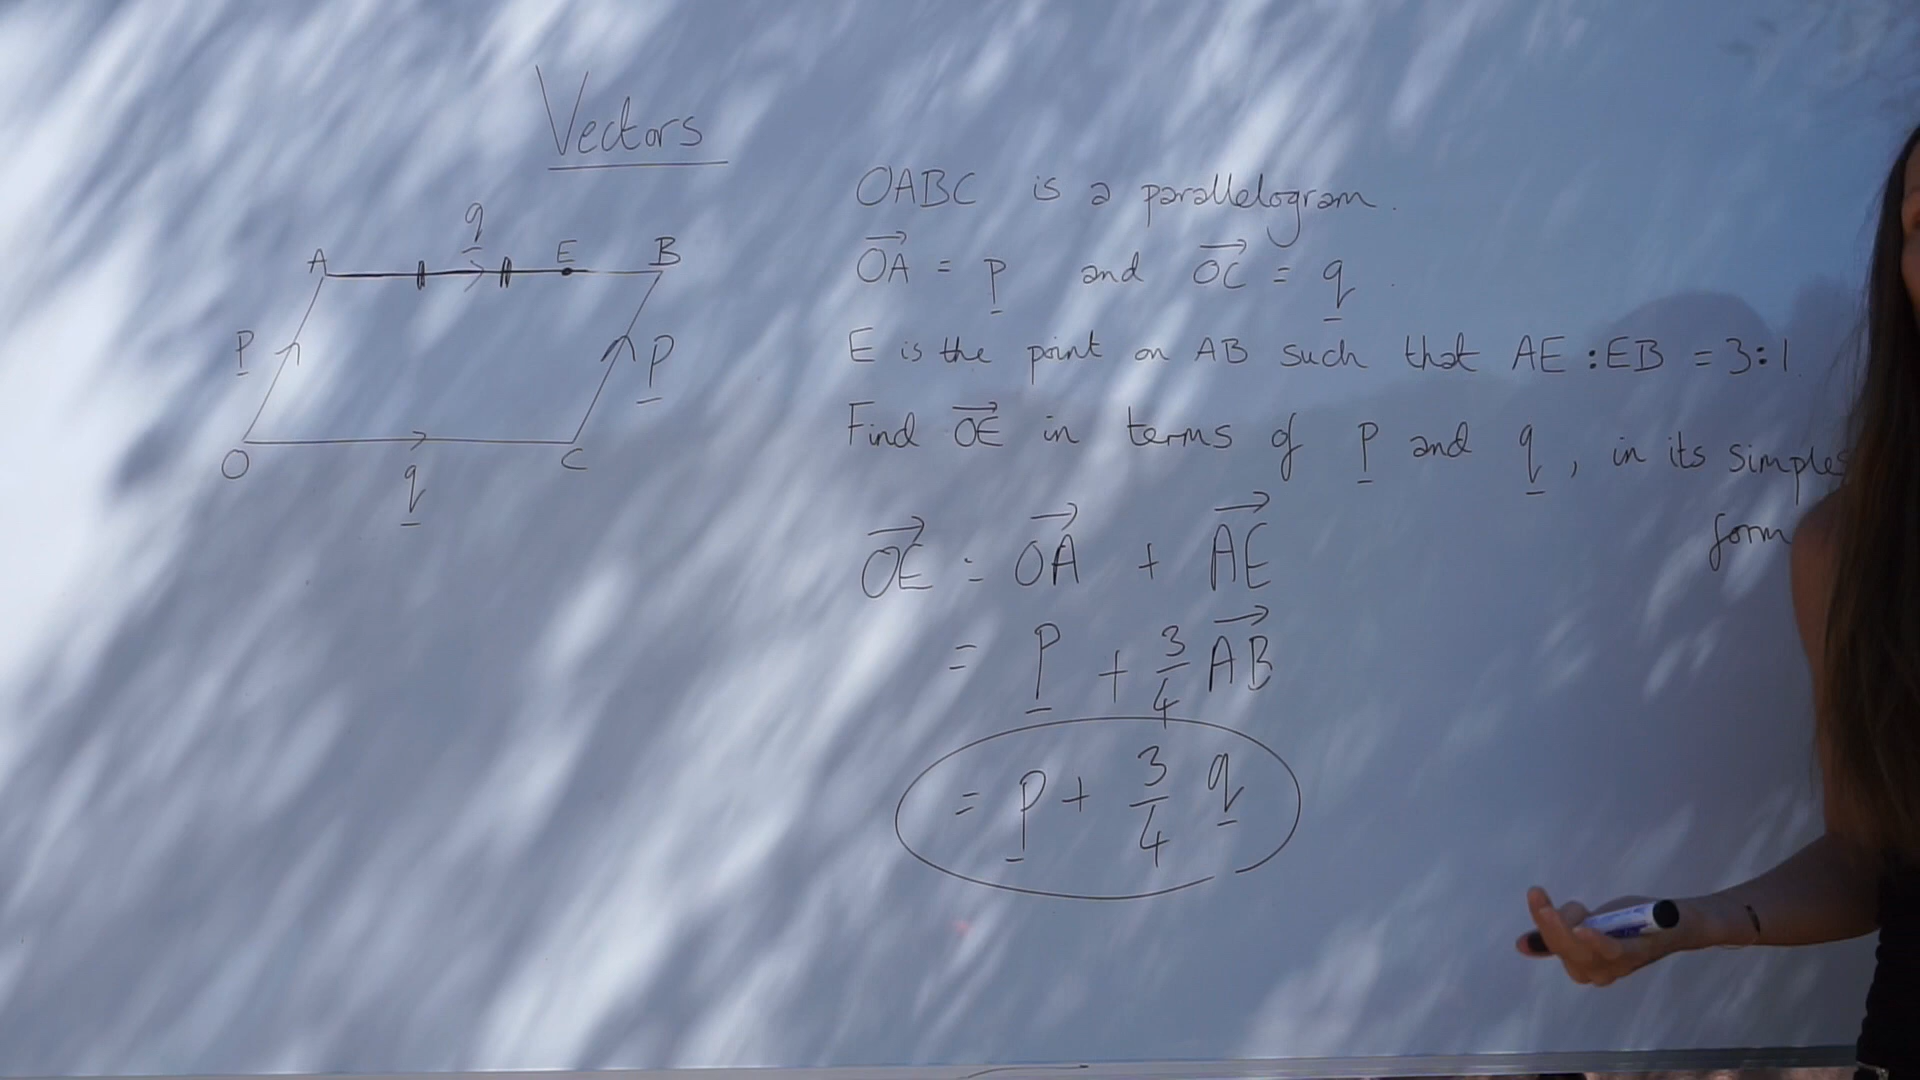 Vectors
q
A E B
p p
O C
q
OABC is a parallelogram.
OA = p and OC = q.
E is the point on AB such that AE : EB = 3 : 1.
Find OE in terms of p and q, in its
form
OE = OA + AE
= p + 3/4 AB
= p + 3/4 q